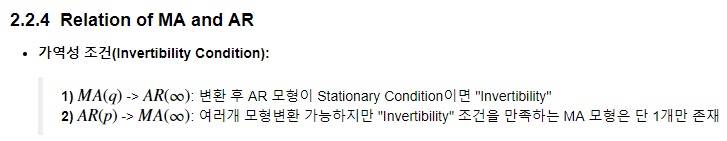 2.2.4 Relation of MA and AR
• 가역성 조건(Invertibility Condition):
1) MA(q) -> AR(∞): 변환 후 AR 모형이 Stationary Condition이면 "Invertibility"
2) AR(p) -> MA(∞): 여러개 모형변환 가능하지만 "Invertibility" 조건을 만족하는 MA 모형은 단 1개만 존재